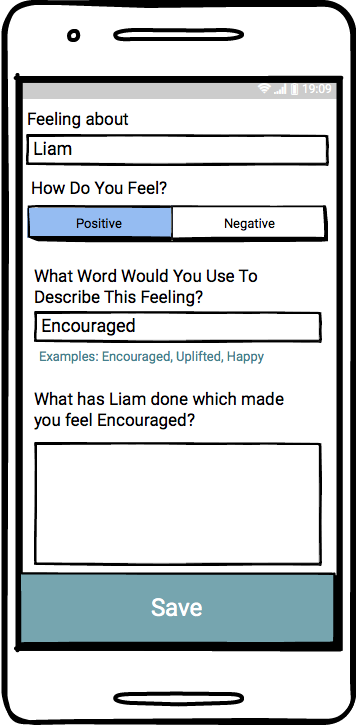 19:09
Feeling about
Liam
How Do You Feel?
Positive Negative
What Word Would You Use To
Describe This Feeling?
Encouraged
Examples: Encouraged, Uplifted, Happy
What has Liam done which made
you feel Encouraged?
Save